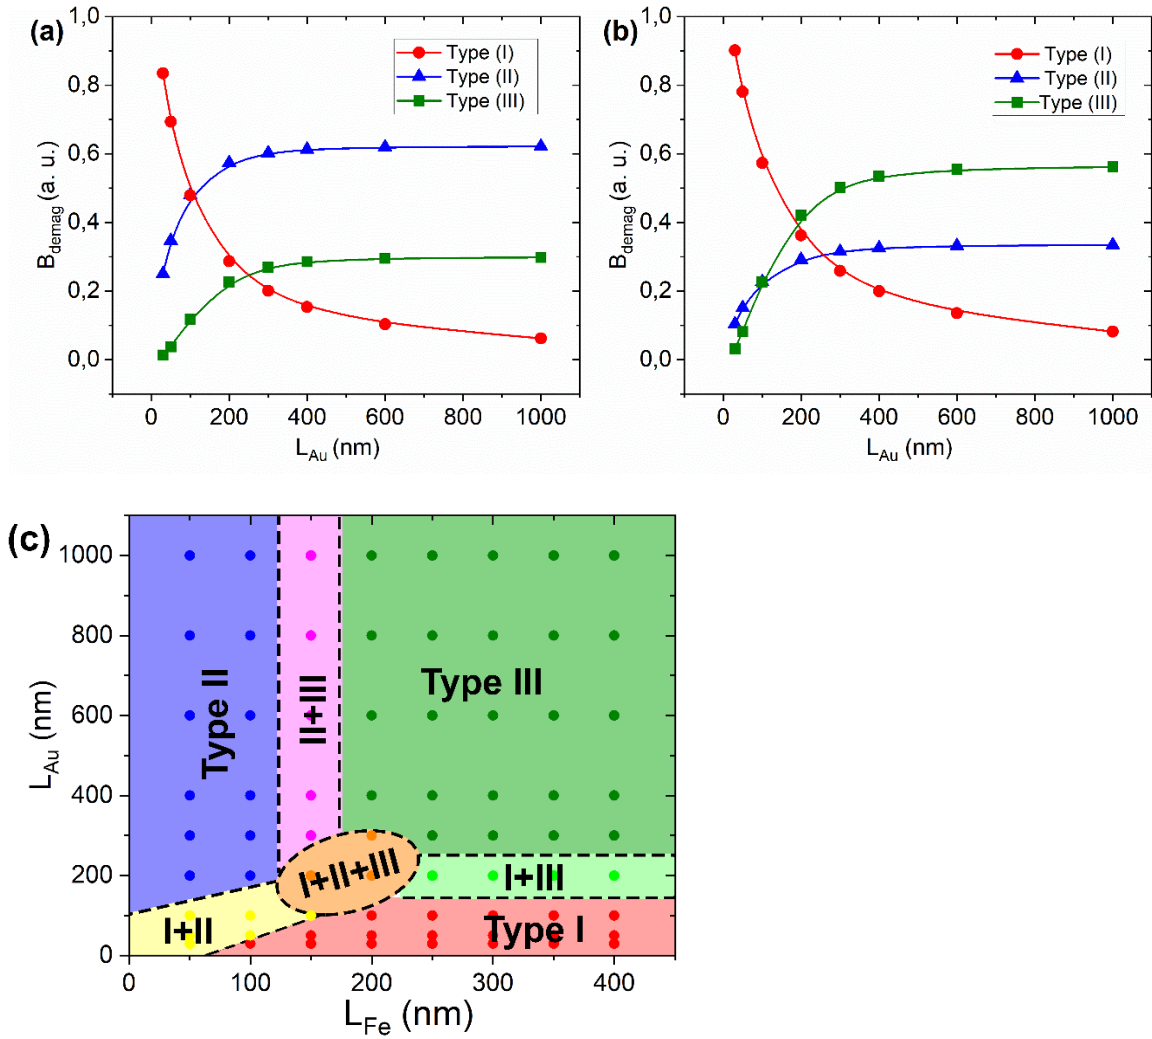 (a)
1,0
0,8
0,6
0,4
0,2
0,0
B_demag (a. u.)
Type (I)
Type (II)
Type (III)
0 200 400 600 800 1000
L_Au (nm)
(b)
1,0
0,8
0,6
0,4
0,2
0,0
B_demag (a. u.)
Type (I)
Type (II)
Type (III)
0 200 400 600 800 1000
L_Au (nm)
(c)
1000
800
600
400
200
0
L_Au (nm)
Type II
II+III
Type III
I+II+III
I+III
I+II
Type I
0 100 200 300 400
L_Fe (nm)